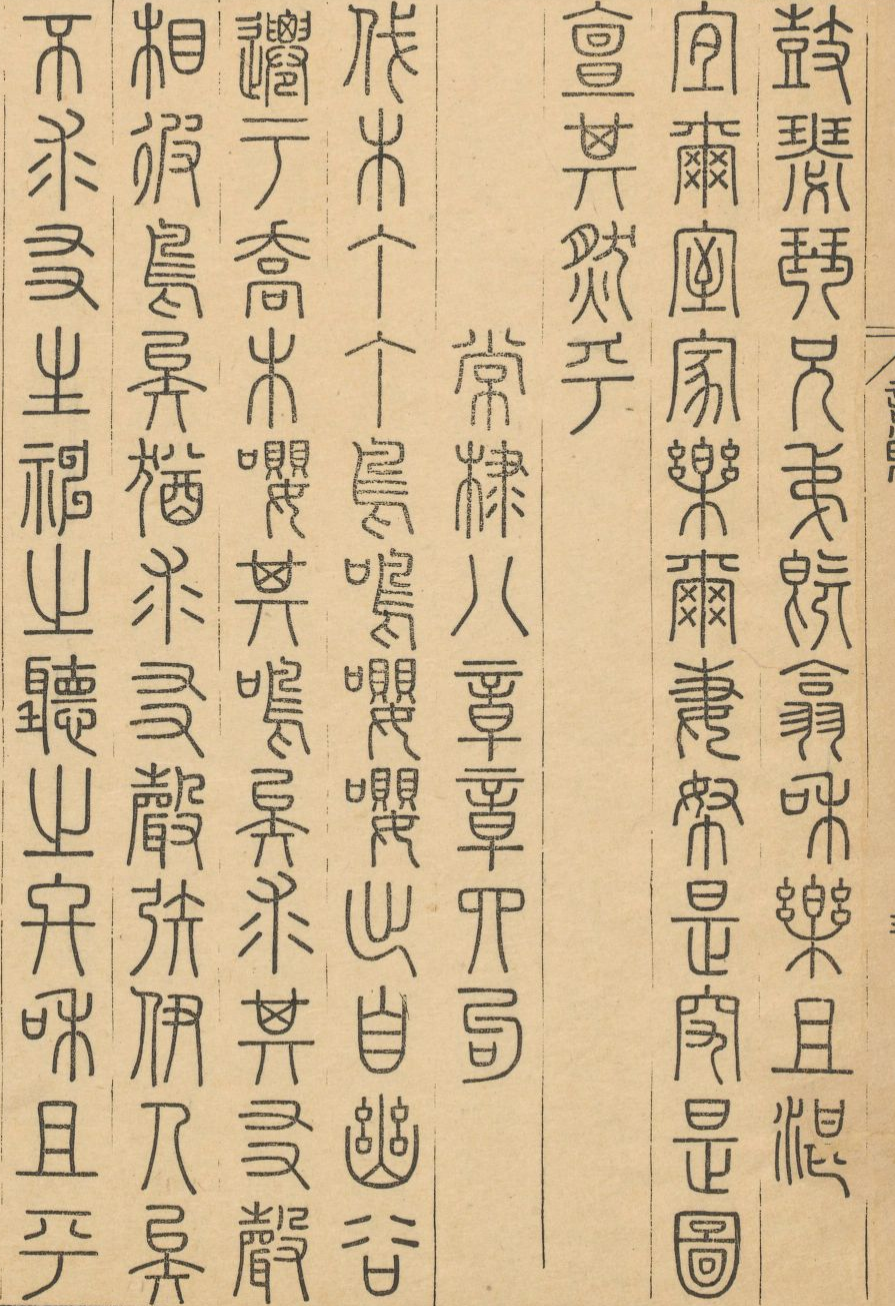 鼓瑟琴兄弟既翕和樂且湛
宜爾室家樂爾妻帑是究是圖
亶其然乎
常棣八章章四句
伐木丁丁鳥鳴嚶嚶出自幽谷
遷于喬木嚶其鳴矣求其友聲
相彼鳥矣猶求友聲矧伊人矣
不求友生神之聽之終和且平